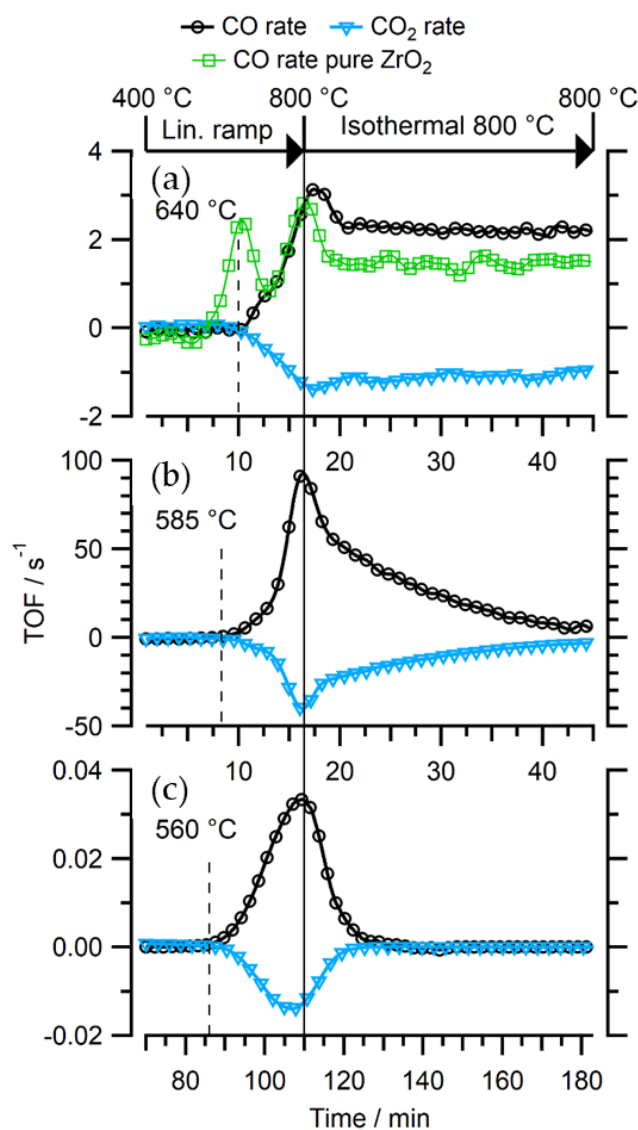 CO rate CO₂ rate
CO rate pure ZrO₂
400 °C 800 °C 800 °C
Lin. ramp Isothermal 800 °C
4
(a)
640 °C
2
0
-2
10 20 30 40
100
(b)
585 °C
50
0
-50
TOF / s⁻¹
10 20 30 40
0.04
(c)
560 °C
0.02
0.00
-0.02
80 100 120 140 160 180
Time / min